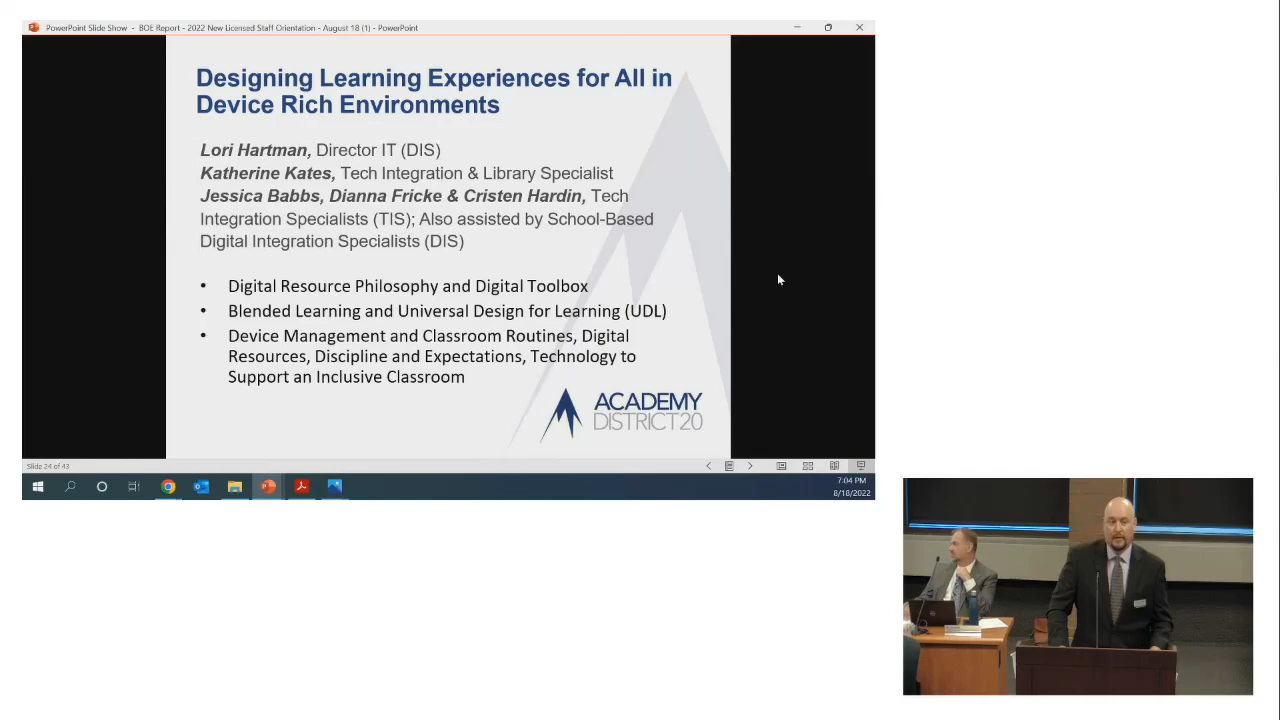 PowerPoint Slide Show - BOE Report - 2022 New Licensed Staff Orientation - August 18 (1) - PowerPoint
Designing Learning Experiences for All in
Device Rich Environments
Lori Hartman, Director IT (DIS)
Katherine Kates, Tech Integration & Library Specialist
Jessica Babbs, Dianna Fricke & Cristen Hardin, Tech
Integration Specialists (TIS); Also assisted by School-Based
Digital Integration Specialists (DIS)
• Digital Resource Philosophy and Digital Toolbox
• Blended Learning and Universal Design for Learning (UDL)
• Device Management and Classroom Routines, Digital
Resources, Discipline and Expectations, Technology to
Support an Inclusive Classroom
ACADEMY
DISTRICT20
Slide 24 of 43
7:04 PM
8/18/2022